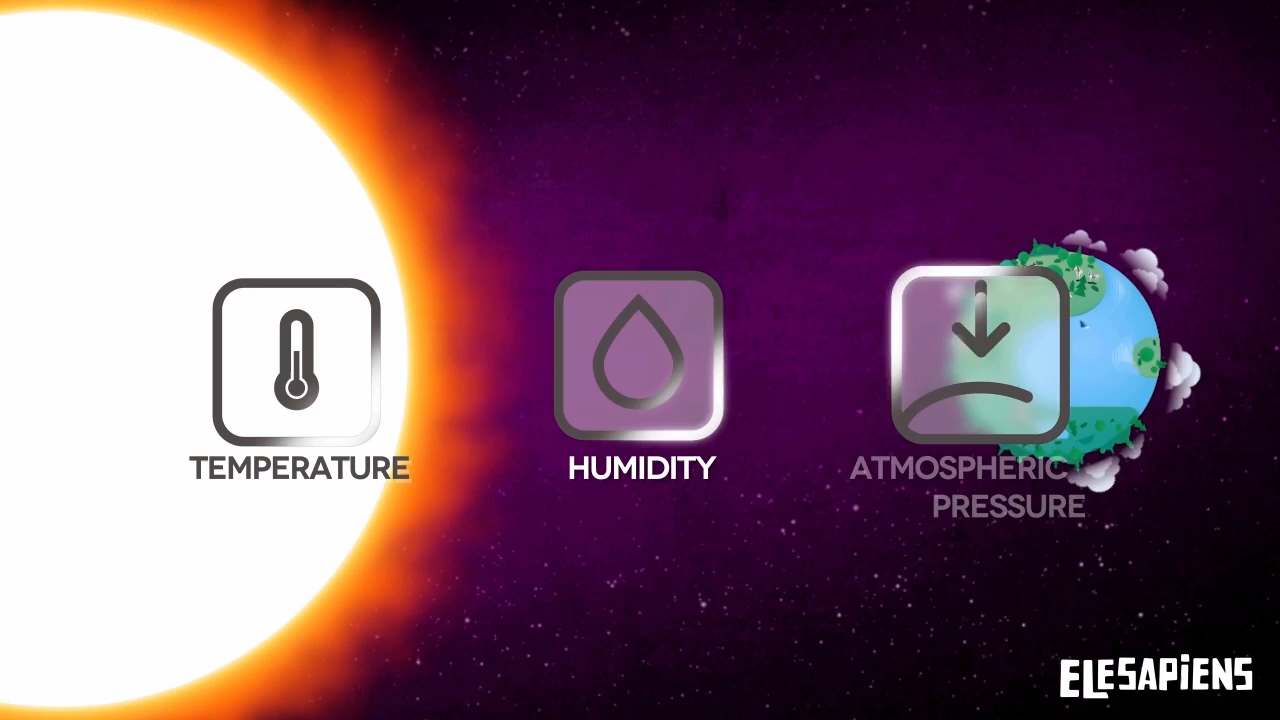 TEMPERATURE
HUMIDITY
ATMOSPHERIC
PRESSURE
ELESAPiENS